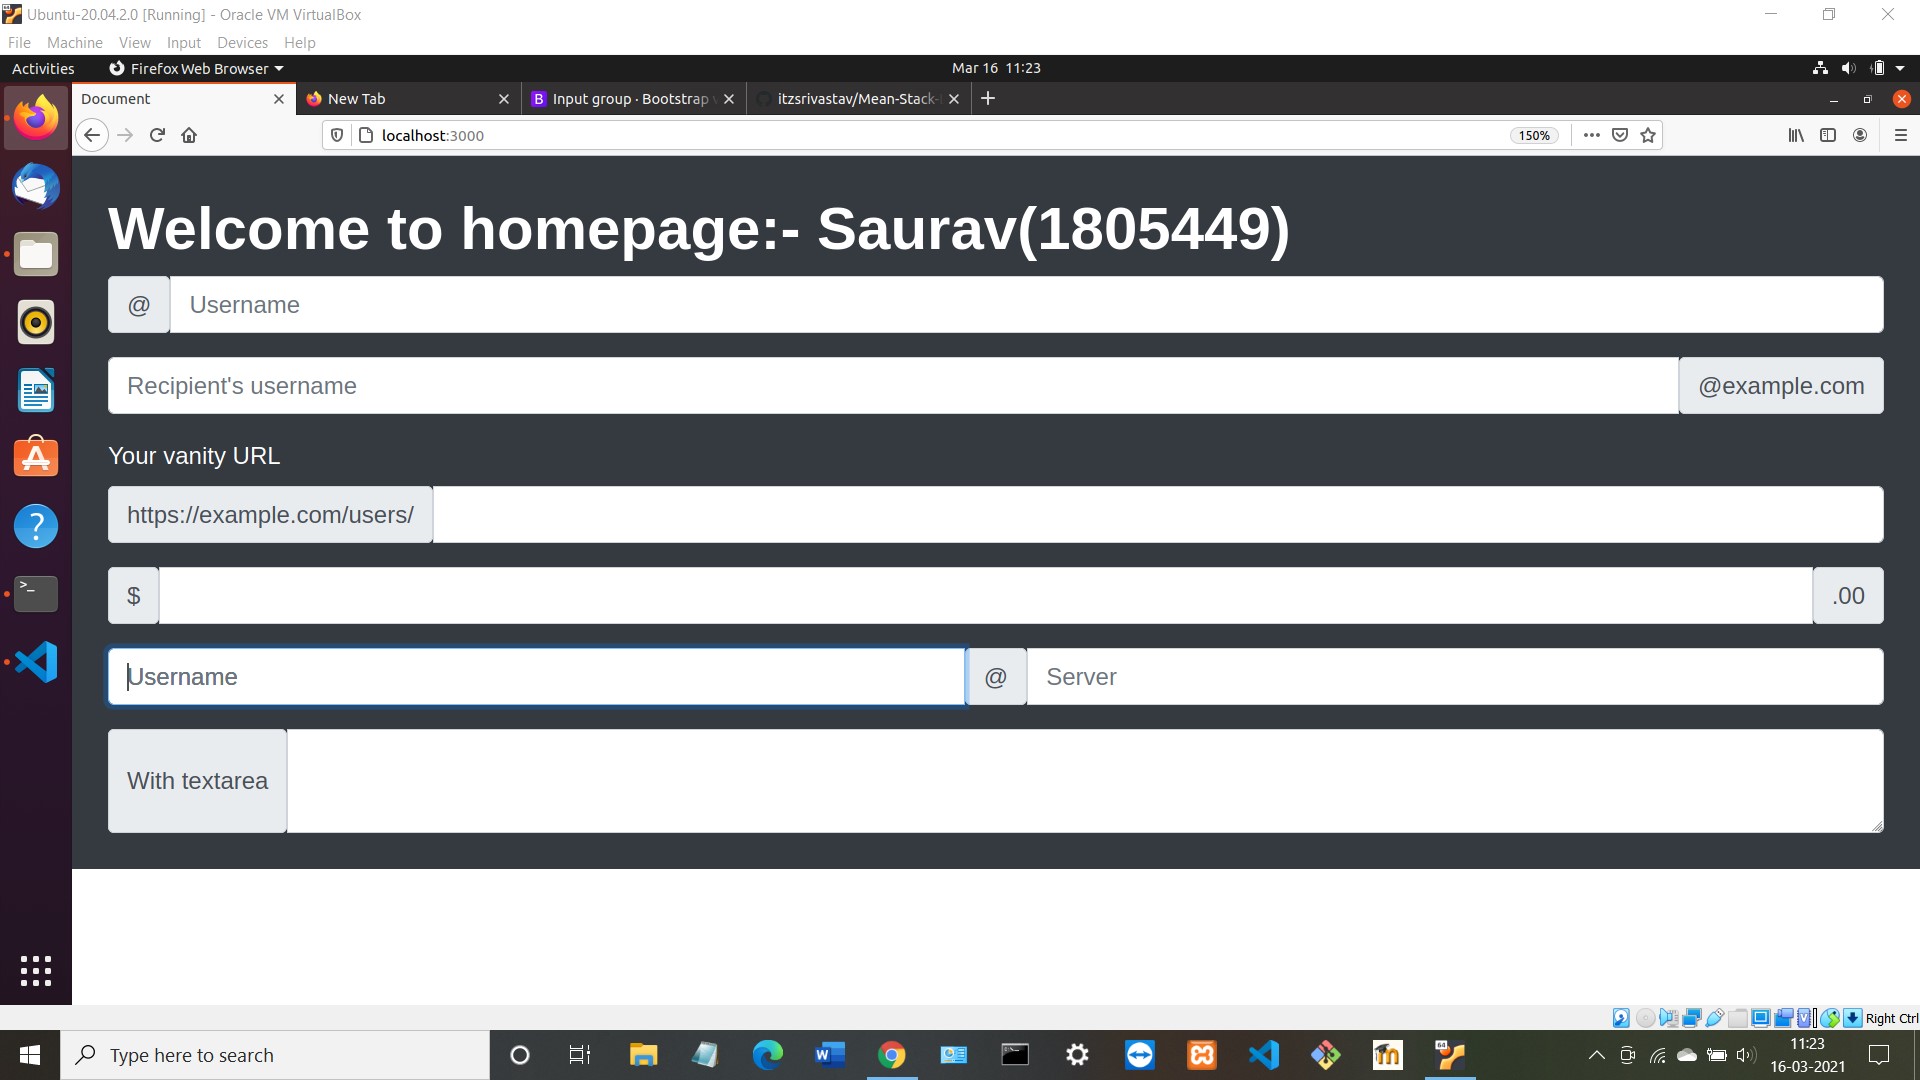 Ubuntu-20.04.2.0 [Running] - Oracle VM VirtualBox
File Machine View Input Devices Help
Activities Firefox Web Browser Mar 16 11:23
Document New Tab Input group · Bootstrap itzsrivastav/Mean-Stack-
localhost:3000 150%
Welcome to homepage:- Saurav(1805449)
@ Username
Recipient's username @example.com
Your vanity URL
https://example.com/users/
$ .00
Username @ Server
With textarea
Right Ctrl
Type here to search
11:23
16-03-2021